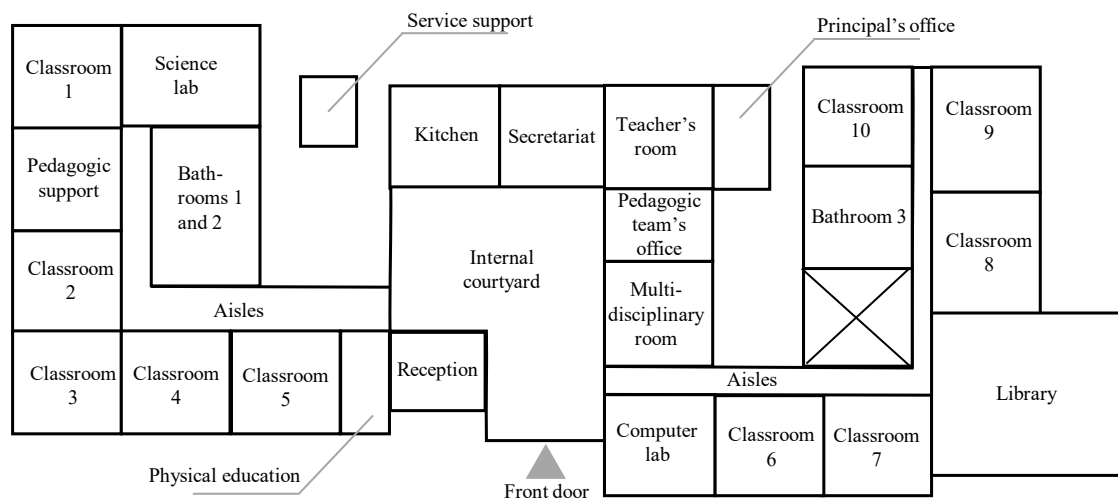 Service support
Principal's office
Classroom
1
Science
lab
Kitchen
Secretariat
Teacher's
room
Classroom
10
Classroom
9
Pedagogic
support
Bath-
rooms 1
and 2
Pedagogic
team's
office
Bathroom 3
Classroom
8
Classroom
2
Internal
courtyard
Multi-
disciplinary
room
Aisles
Classroom
3
Classroom
4
Classroom
5
Reception
Aisles
Library
Computer
lab
Classroom
6
Classroom
7
Physical education
Front door